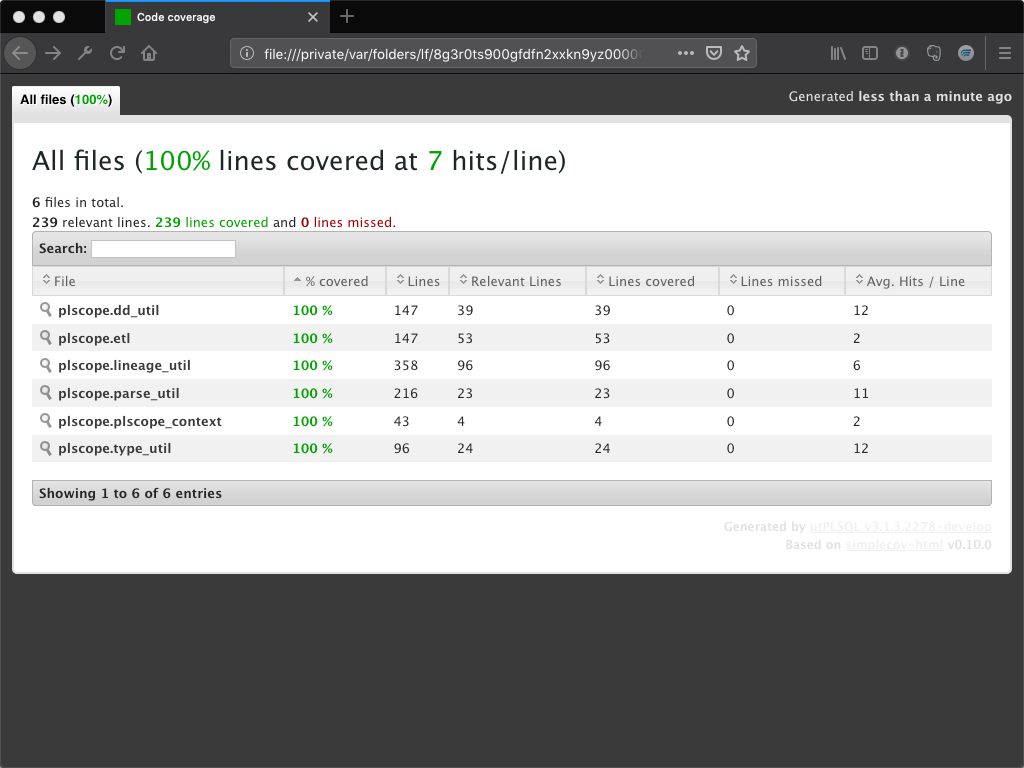 Code coverage
file:///private/var/folders/lf/8g3r0ts900gfdfn2xxkn9yz0000
All files (100%)
Generated less than a minute ago
All files (100% lines covered at 7 hits/line)
6 files in total.
239 relevant lines. 239 lines covered and 0 lines missed.
Search:
File % covered Lines Relevant Lines Lines covered Lines missed Avg. Hits / Line
plscope.dd_util 100 % 147 39 39 0 12
plscope.etl 100 % 147 53 53 0 2
plscope.lineage_util 100 % 358 96 96 0 6
plscope.parse_util 100 % 216 23 23 0 11
plscope.plscope_context 100 % 43 4 4 0 2
plscope.type_util 100 % 96 24 24 0 12
Showing 1 to 6 of 6 entries
Generated by utPLSQL v3.1.3.2278-develop
Based on simplecov-html v0.10.0